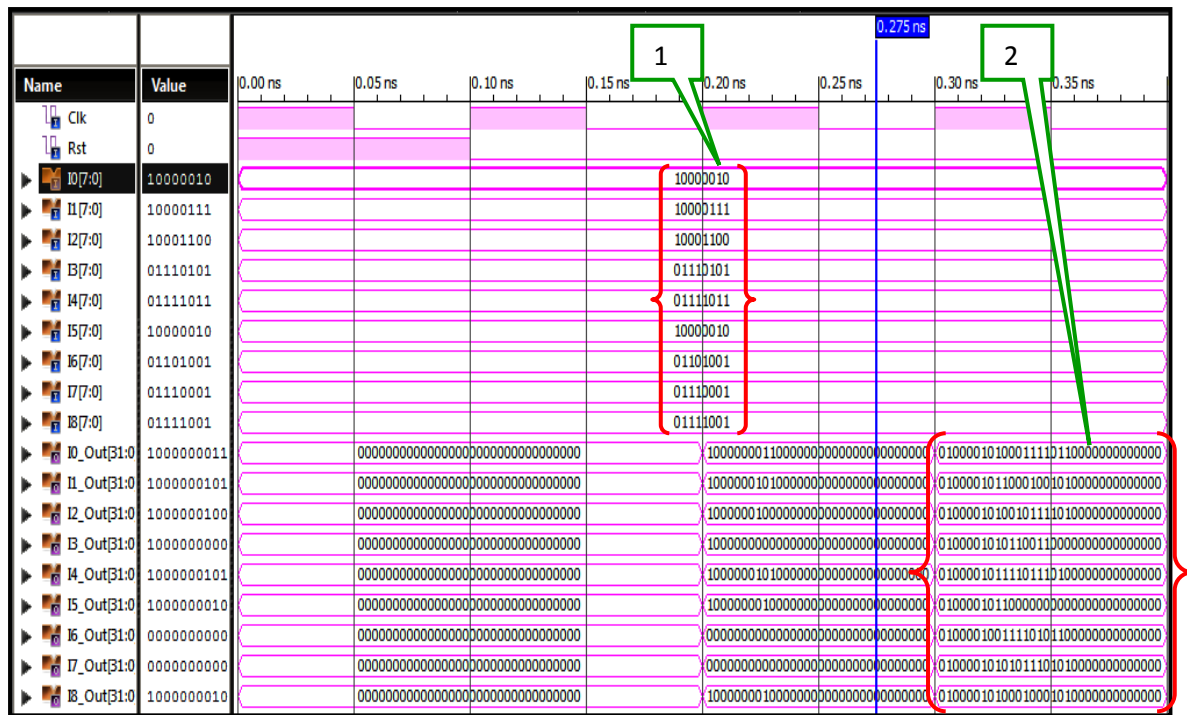 0.275 ns
1
2
Name Value 0.00 ns 0.05 ns 0.10 ns 0.15 ns 0.20 ns 0.25 ns 0.30 ns 0.35 ns
Clk 0
Rst 0
I0[7:0] 10000010 10000010
I1[7:0] 10000111 10000111
I2[7:0] 10001100 10001100
I3[7:0] 01110101 01110101
I4[7:0] 01111011 01111011
I5[7:0] 10000010 10000010
I6[7:0] 01101001 01101001
I7[7:0] 01110001 01110001
I8[7:0] 01111001 01111001
I0_Out[31:0 1000000011 00000000000000000000000000000000 10000000110000000000000000000000 01000010100011110110000000000000
I1_Out[31:0 1000000101 00000000000000000000000000000000 10000001010000000000000000000000 01000010110001001010000000000000
I2_Out[31:0 1000000100 00000000000000000000000000000000 10000001000000000000000000000000 01000010100101111010000000000000
I3_Out[31:0 1000000000 00000000000000000000000000000000 10000000000000000000000000000000 01000010101100110000000000000000
I4_Out[31:0 1000000101 00000000000000000000000000000000 10000001010000000000000000000000 01000010111101110100000000000000
I5_Out[31:0 1000000010 00000000000000000000000000000000 10000000100000000000000000000000 01000010110000000000000000000000
I6_Out[31:0 0000000000 00000000000000000000000000000000 00000000000000000000000000000000 01000010011110101100000000000000
I7_Out[31:0 0000000000 00000000000000000000000000000000 00000000000000000000000000000000 01000010101011101010000000000000
I8_Out[31:0 1000000010 00000000000000000000000000000000 10000000100000000000000000000000 01000010100010001010000000000000